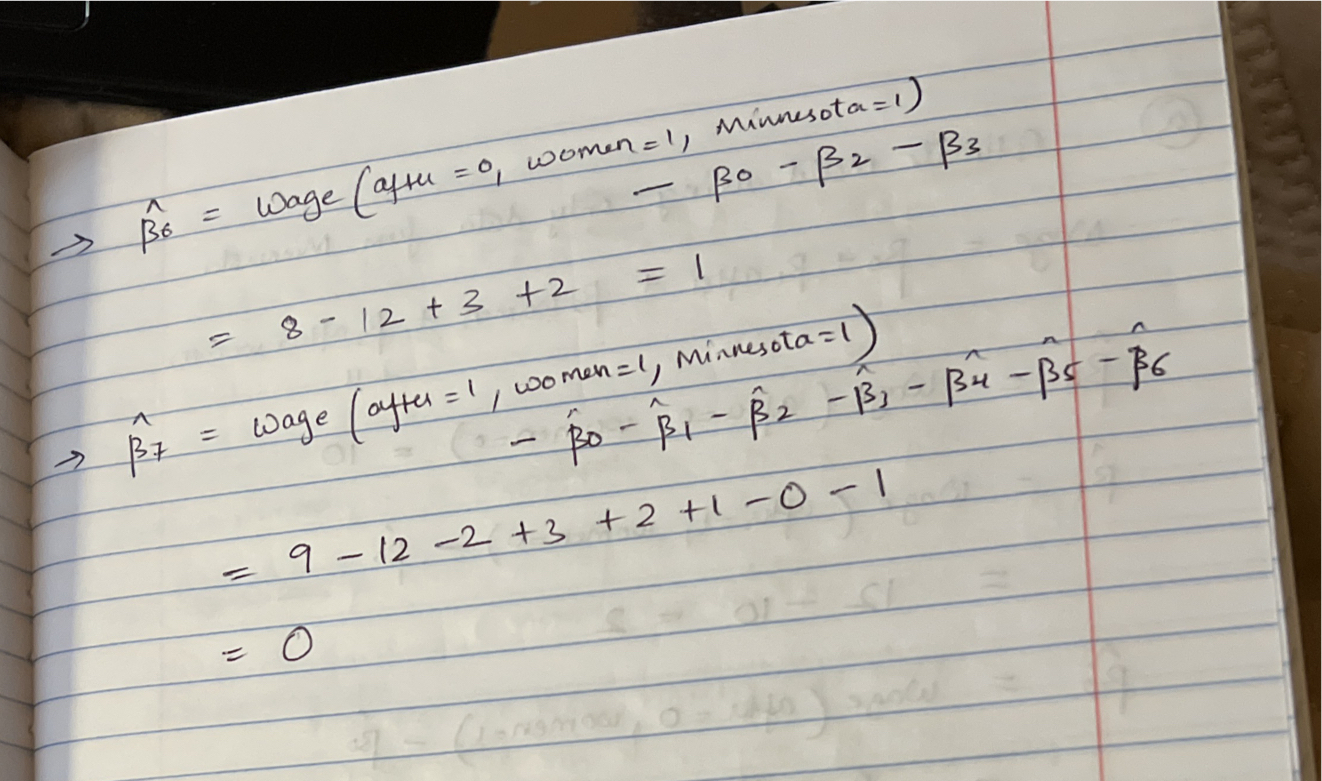 → β̂6 = Wage (after = 0, women = 1, Minnesota = 1)
− β0 − β2 − β3
= 8 − 12 + 3 + 2 = 1
→ β̂7 = Wage (after = 1, women = 1, Minnesota = 1)
− β̂0 − β̂1 − β̂2 − β̂3 − β̂4 − β̂5 − β̂6
= 9 − 12 − 2 + 3 + 2 + 1 − 0 − 1
= 0